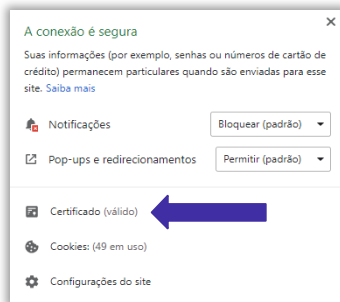 A conexão é segura
Suas informações (por exemplo, senhas ou números de cartão de
crédito) permanecem particulares quando são enviadas para esse
site. Saiba mais
Notificações Bloquear (padrão)
Pop-ups e redirecionamentos Permitir (padrão)
Certificado (válido)
Cookies: (49 em uso)
Configurações do site